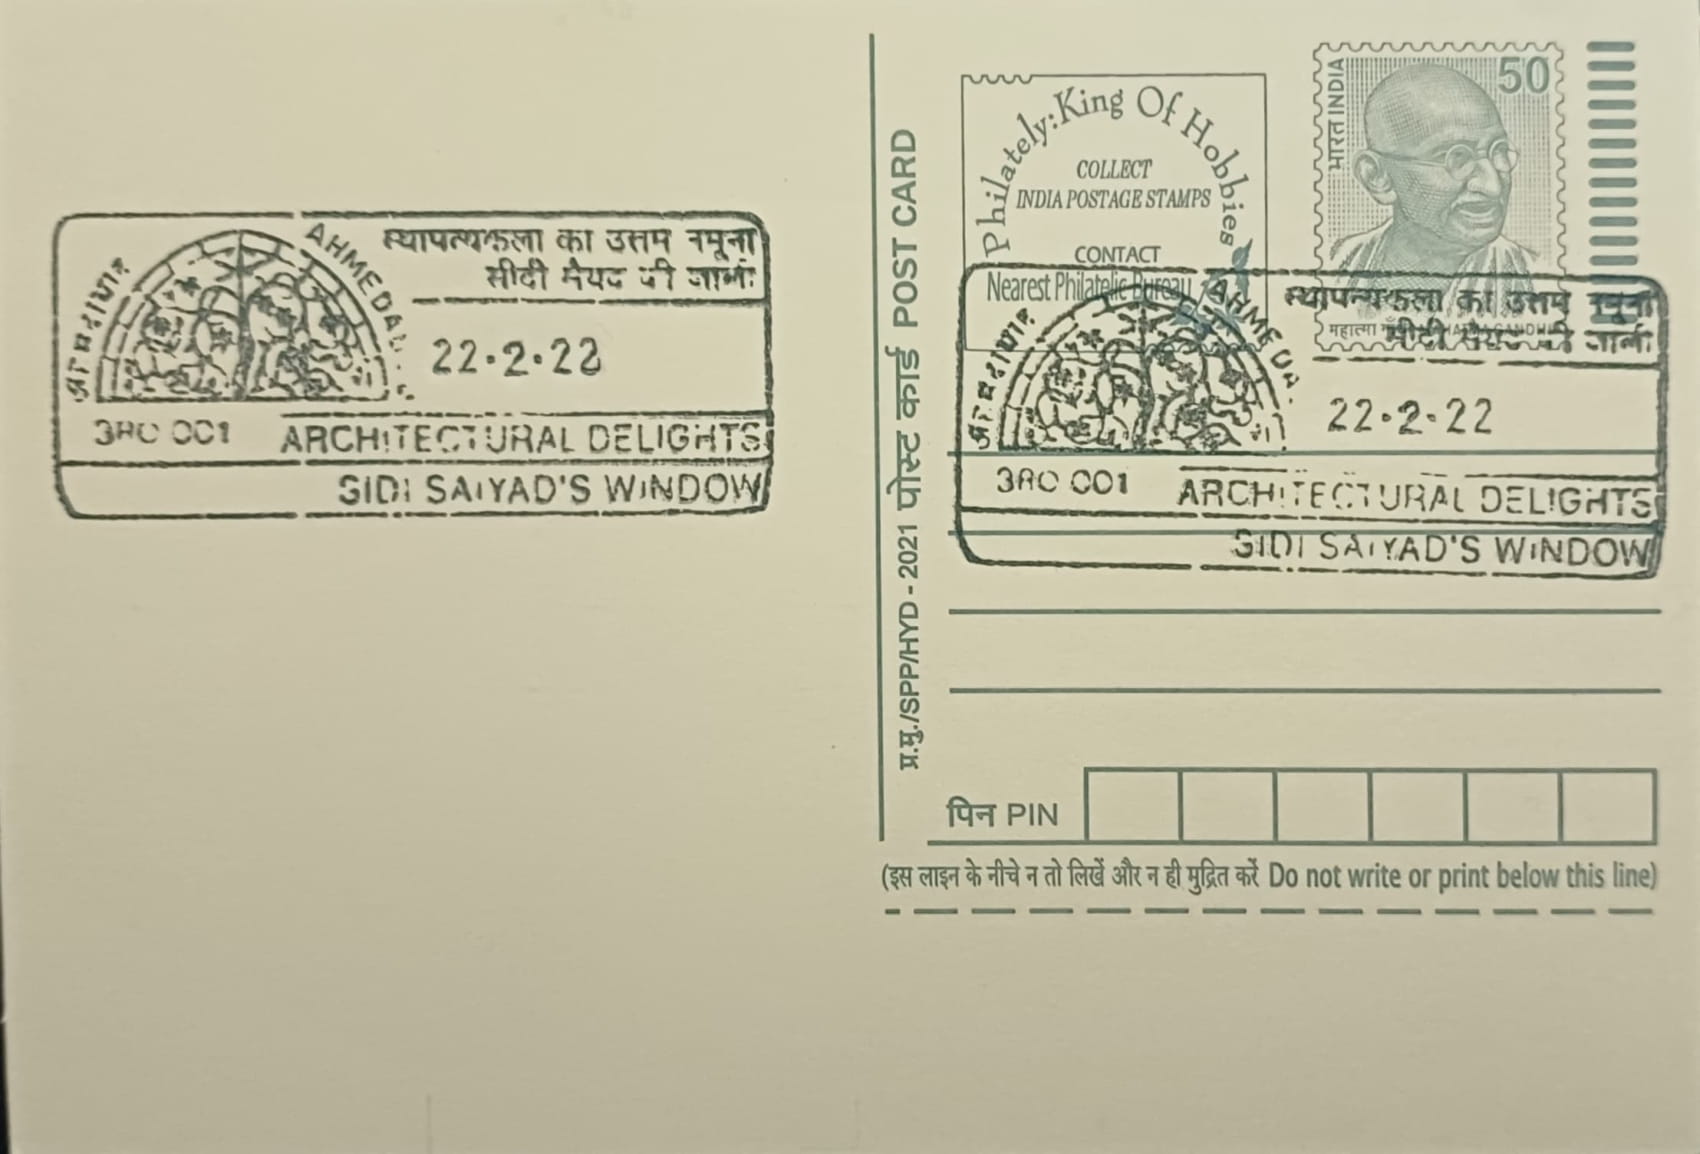 अहमदाबाद
AHMEDABAD
स्थापत्यकला का उत्तम नमूना
सीदी सैयद की जाली
22.2.22
380 001
ARCHITECTURAL DELIGHTS
SIDI SAIYAD'S WINDOW
प्र.मु./SPP/HYD - 2021 पोस्ट कार्ड POST CARD
Philately: King Of Hobbies
COLLECT
INDIA POSTAGE STAMPS
CONTACT
Nearest Philatelic Bureau
भारत INDIA
50
महात्मा गाँधी MAHATMA GANDHI
अहमदाबाद
AHMEDABAD
स्थापत्यकला का उत्तम नमूना
सीदी सैयद की जाली
22.2.22
380 001
ARCHITECTURAL DELIGHTS
SIDI SAIYAD'S WINDOW
पिन PIN
(इस लाइन के नीचे न तो लिखें और न ही मुद्रित करें Do not write or print below this line)